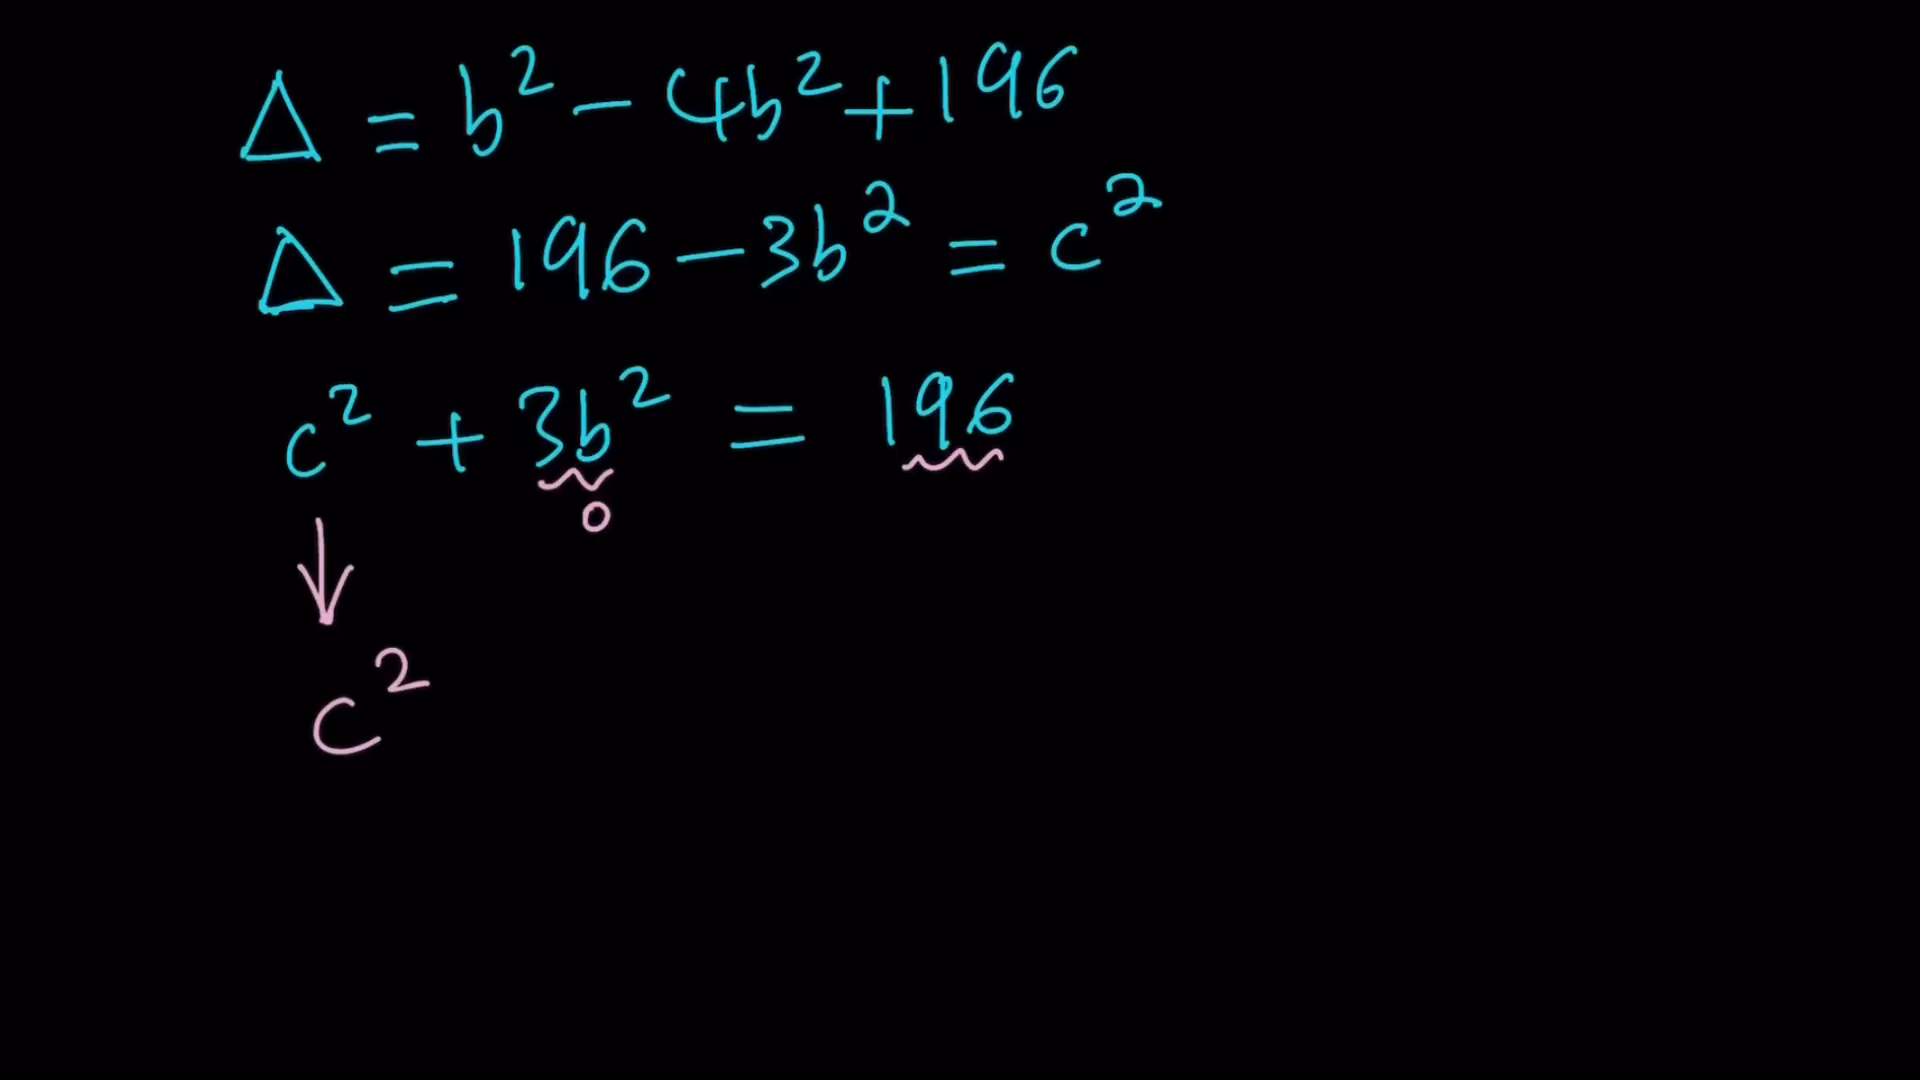 Δ = b² - 4b² + 196
Δ = 196 - 3b² = c²
c² + 3b² = 196
0
↓
c²